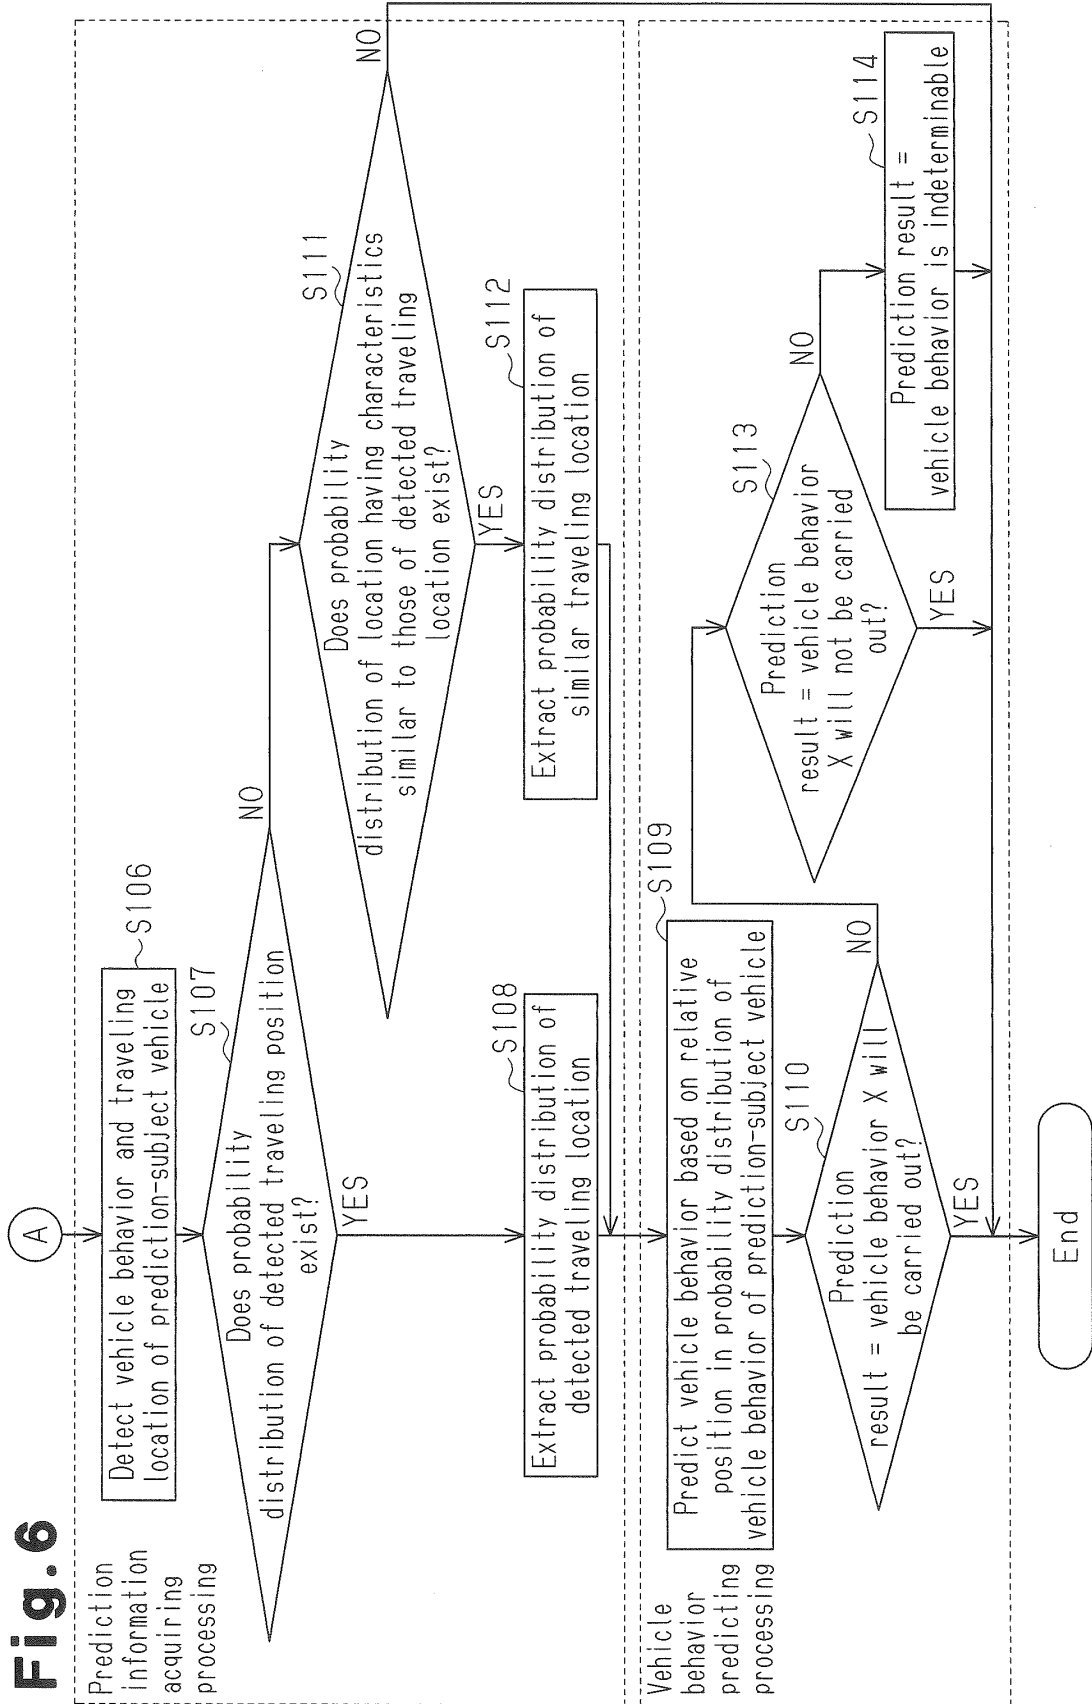 Fig.6
Prediction
information
acquiring
processing
A
Detect vehicle behavior and traveling
location of prediction-subject vehicle
S106
Does probability
distribution of detected traveling position
exist?
S107
NO
YES
Does probability
distribution of location having characteristics
similar to those of detected traveling
location exist?
S111
NO
YES
Extract probability distribution of
detected traveling location
S108
Extract probability distribution of
similar traveling location
S112
Vehicle
behavior
predicting
processing
Predict vehicle behavior based on relative
position in probability distribution of
vehicle behavior of prediction-subject vehicle
S109
Prediction
result = vehicle behavior X will
be carried out?
S110
NO
YES
Prediction
result = vehicle behavior
X will not be carried
out?
S113
NO
YES
Prediction result =
vehicle behavior is indeterminable
S114
End